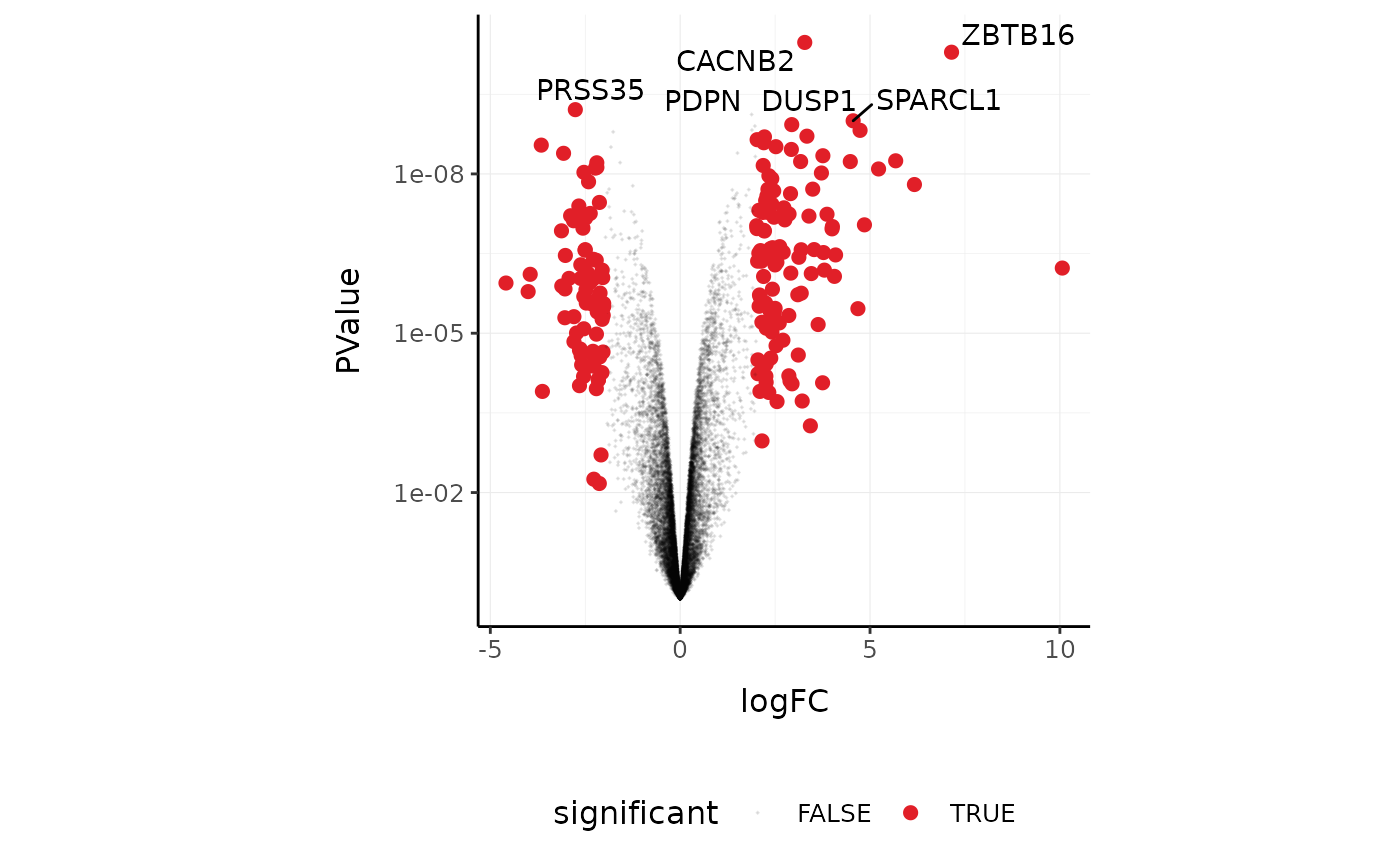 ZBTB16
CACNB2
PRSS35
PDPN DUSP1 SPARCL1
1e-08
1e-05
1e-02
PValue
-5 0 5 10
logFC
significant FALSE TRUE